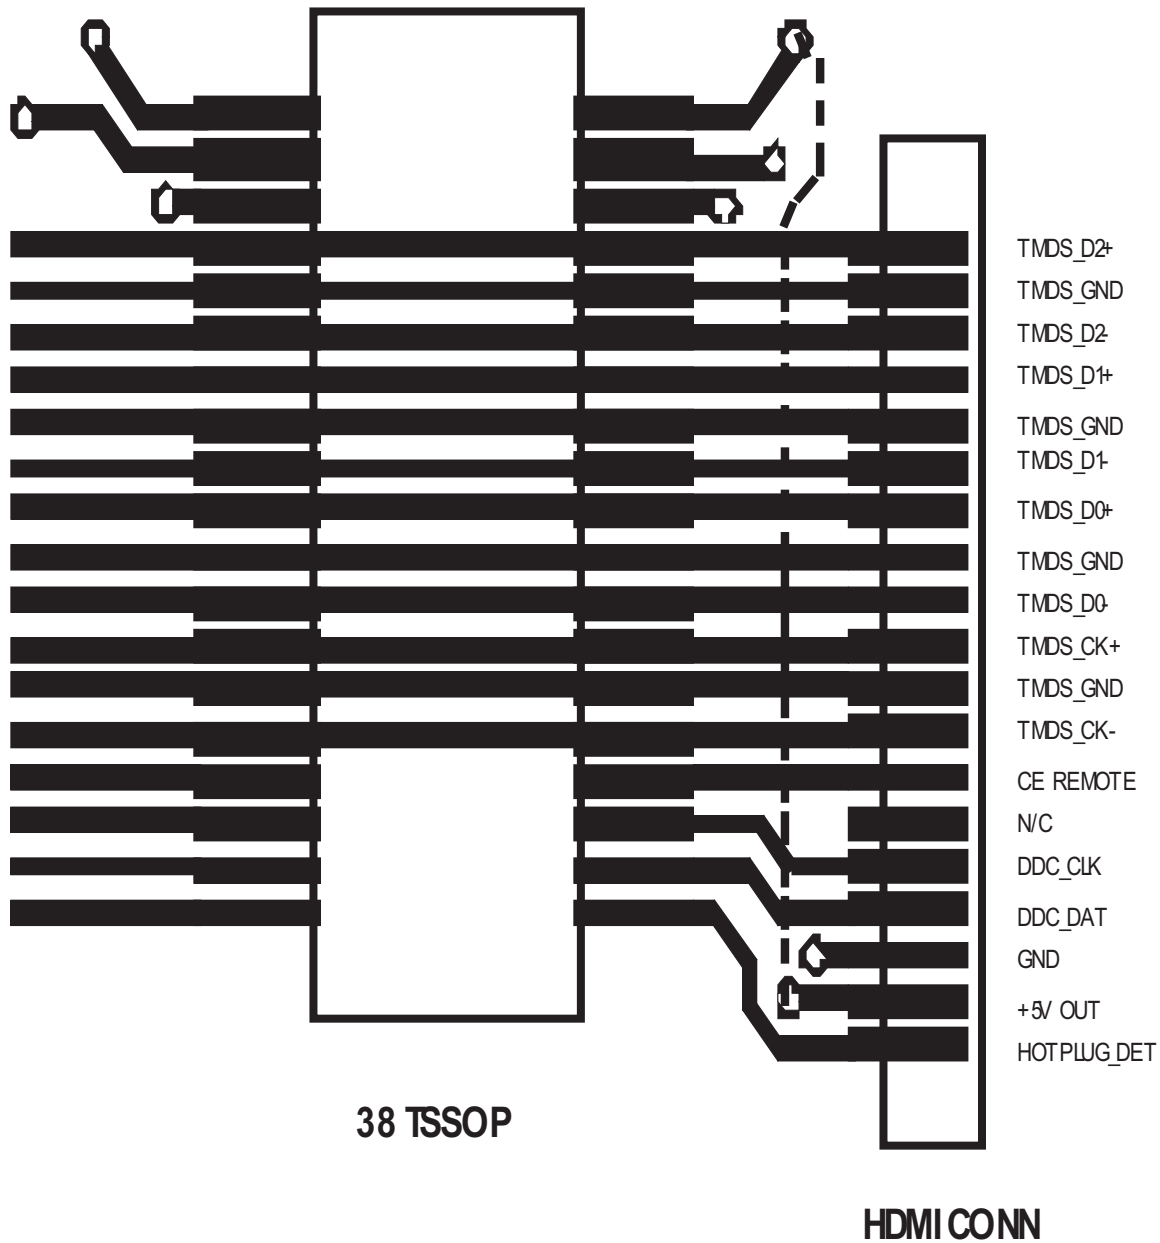 TMDS_D2+
TMDS_GND
TMDS_D2-
TMDS_D1+
TMDS_GND
TMDS_D1-
TMDS_D0+
TMDS_GND
TMDS_D0-
TMDS_CK+
TMDS_GND
TMDS_CK-
CE REMOTE
N/C
DDC_CLK
DDC_DAT
GND
+5V OUT
HOTPLUG_DET
38 TSSOP
HDMI CONN